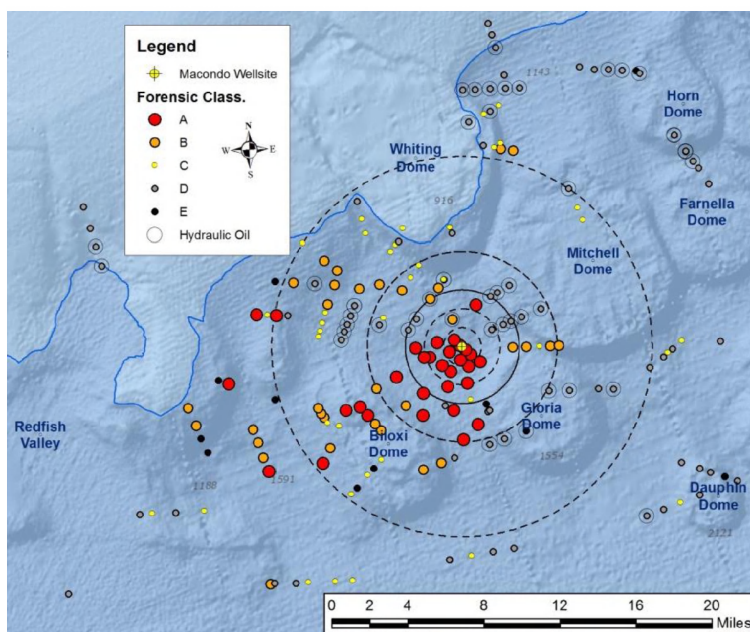 Legend
Macondo Wellsite
Forensic Class.
A
B
C
D
E
Hydraulic Oil
N
W E
S
1143
Horn
Dome
Whiting
Dome
916
Farnella
Dome
Mitchell
Dome
Redfish
Valley
Gloria
Dome
Biloxi
Dome
1554
1591
1188
Dauphin
Dome
2121
0 2 4 8 12 16 20
Miles